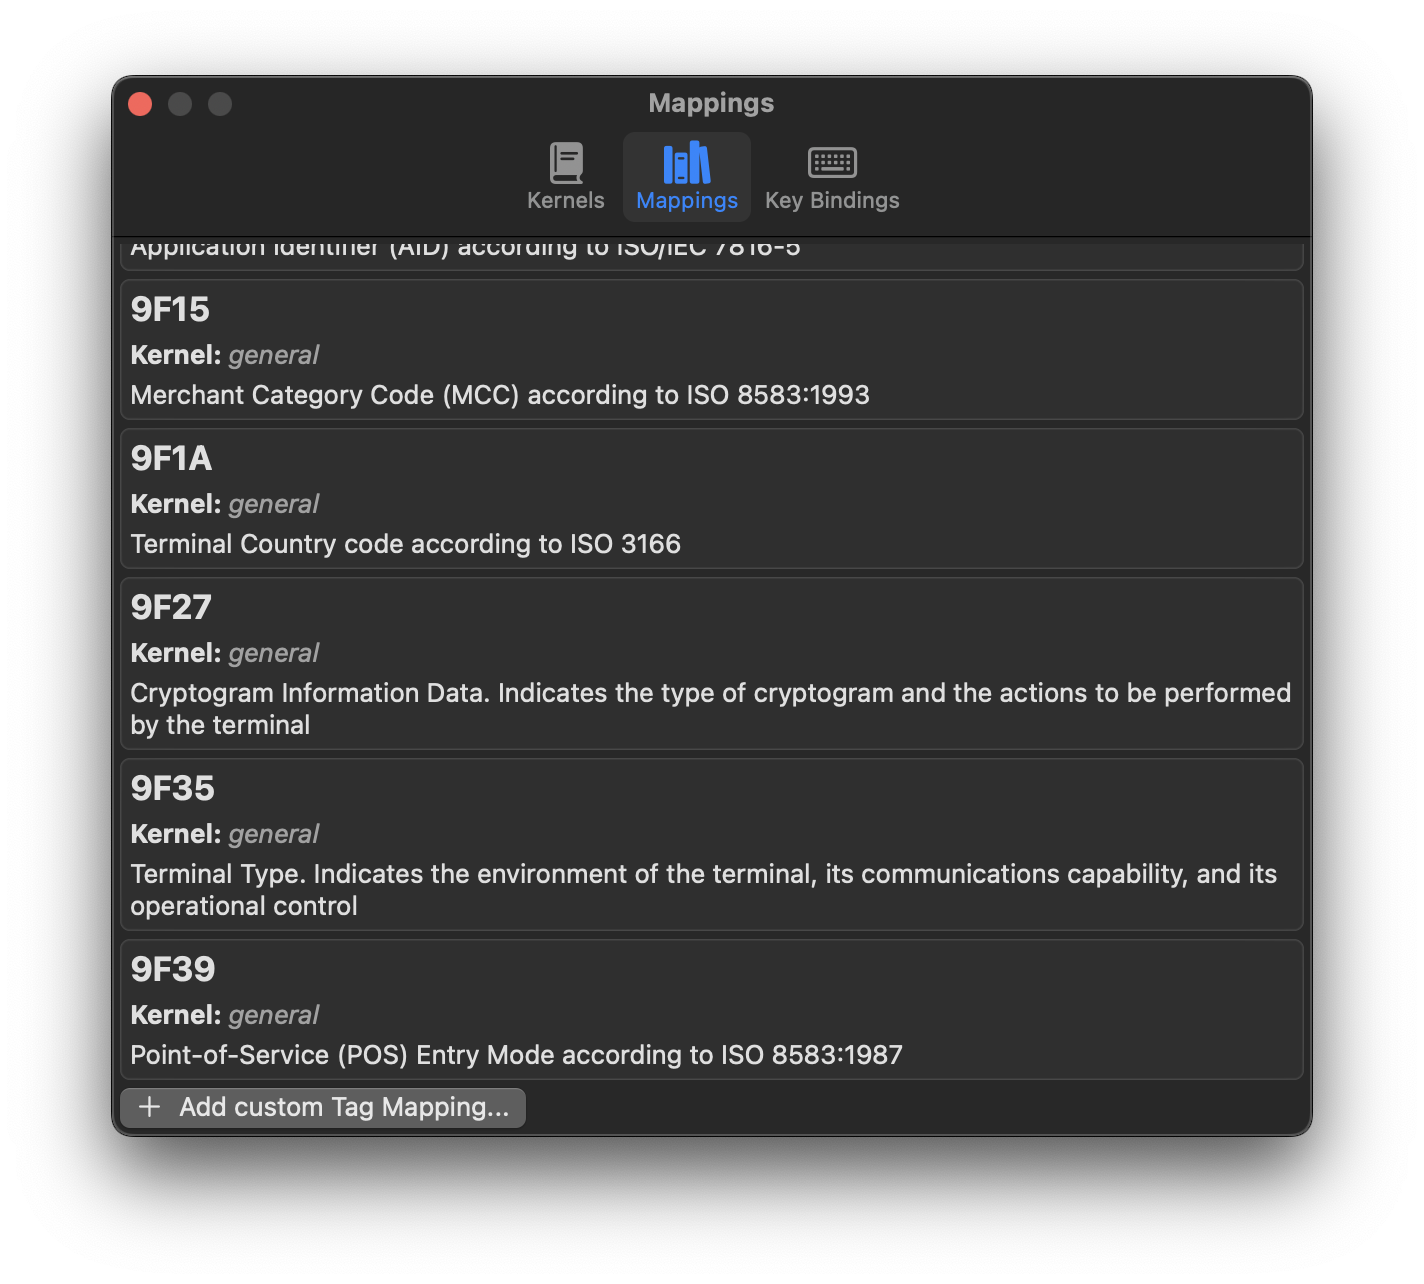 Mappings
Kernels
Mappings
Key Bindings
Application Identifier (AID) according to ISO/IEC 7816-5
9F15
Kernel: general
Merchant Category Code (MCC) according to ISO 8583:1993
9F1A
Kernel: general
Terminal Country code according to ISO 3166
9F27
Kernel: general
Cryptogram Information Data. Indicates the type of cryptogram and the actions to be performed
by the terminal
9F35
Kernel: general
Terminal Type. Indicates the environment of the terminal, its communications capability, and its
operational control
9F39
Kernel: general
Point-of-Service (POS) Entry Mode according to ISO 8583:1987
+ Add custom Tag Mapping...